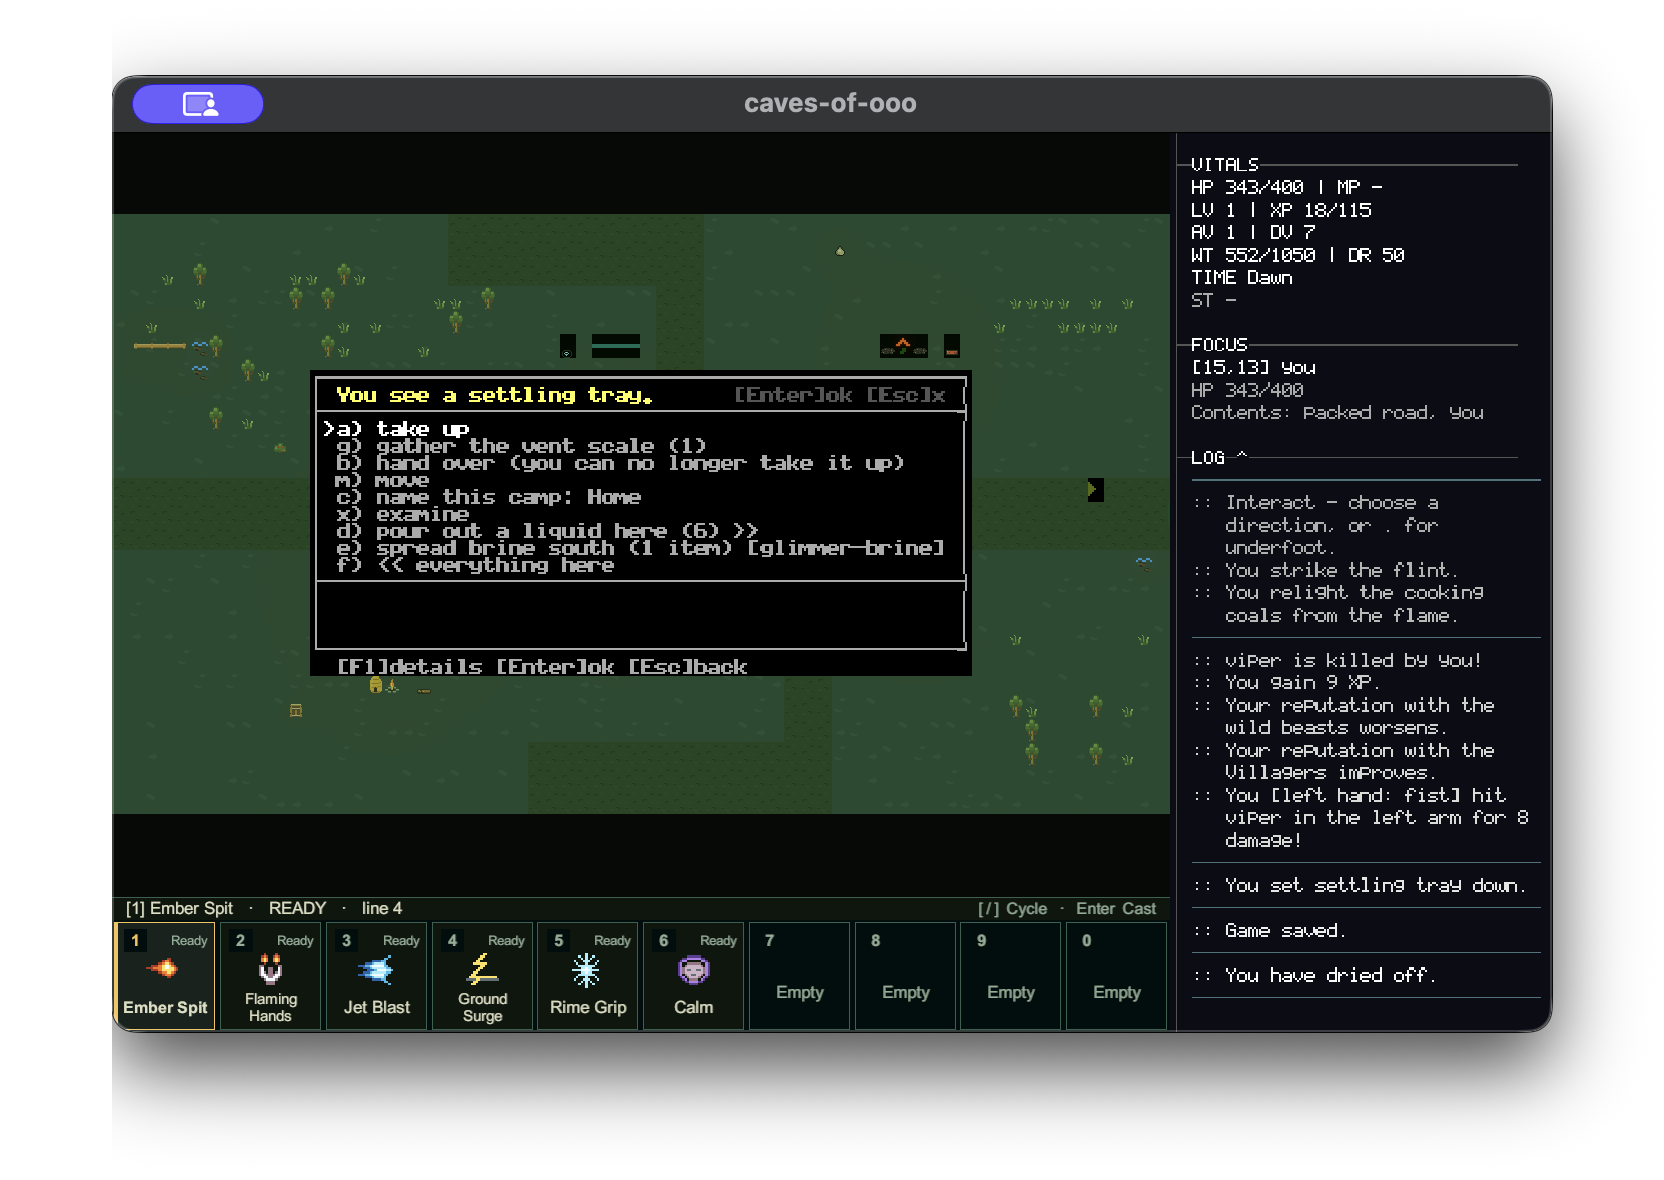 caves-of-ooo
You see a settling tray.
[Enter]ok [Esc]x
>a) take up
g) gather the vent scale (1)
b) hand over (you can no longer take it up)
m) move
c) name this camp: Home
x) examine
d) pour out a liquid here (6) >>
e) spread brine south (1 item) [glimmer-brine]
f) << everything here
[F1]details [Enter]ok [Esc]back
VITALS
HP 343/400 | MP -
LV 1 | XP 18/115
AV 1 | DV 7
WT 552/1050 | DR 50
TIME Dawn
ST -
FOCUS
[15,13] you
HP 343/400
Contents: Packed road, you
LOG ^
:: Interact - choose a
direction, or . for
underfoot.
:: You strike the flint.
:: You relight the cooking
coals from the flame.
:: viper is killed by you!
:: You gain 9 XP.
:: Your reputation with the
wild beasts worsens.
:: Your reputation with the
Villagers improves.
:: You [left hand: fist] hit
viper in the left arm for 8
damage!
:: You set settling tray down.
:: Game saved.
:: You have dried off.
[1] Ember Spit · READY · line 4
[/] Cycle · Enter Cast
1 Ready
Ember Spit
2 Ready
Flaming
Hands
3 Ready
Jet Blast
4 Ready
Ground
Surge
5 Ready
Rime Grip
6 Ready
Calm
7
Empty
8
Empty
9
Empty
0
Empty